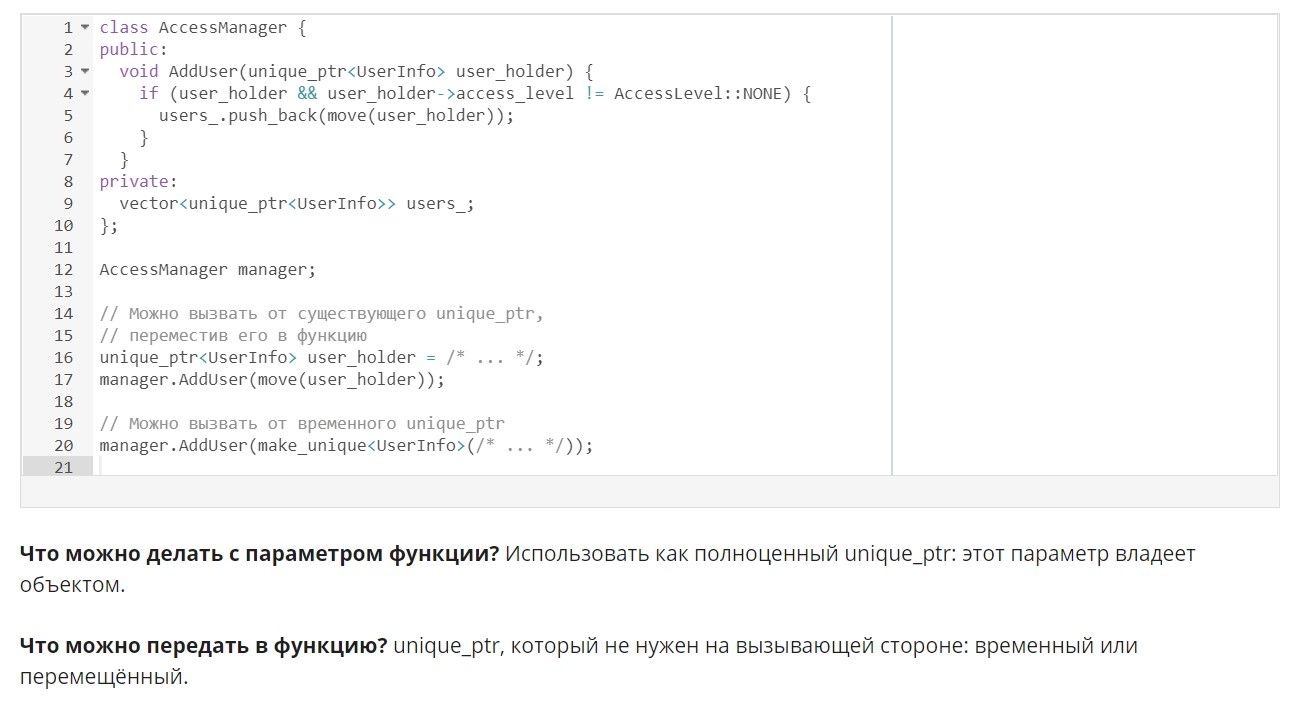 1 class AccessManager {
2 public:
3 void AddUser(unique_ptr<UserInfo> user_holder) {
4 if (user_holder && user_holder->access_level != AccessLevel::NONE) {
5 users_.push_back(move(user_holder));
6 }
7 }
8 private:
9 vector<unique_ptr<UserInfo>> users_;
10 };
11
12 AccessManager manager;
13
14 // Можно вызвать от существующего unique_ptr,
15 // переместив его в функцию
16 unique_ptr<UserInfo> user_holder = /* ... */;
17 manager.AddUser(move(user_holder));
18
19 // Можно вызвать от временного unique_ptr
20 manager.AddUser(make_unique<UserInfo>(/* ... */));
21
Что можно делать с параметром функции? Использовать как полноценный unique_ptr: этот параметр владеет
объектом.
Что можно передать в функцию? unique_ptr, который не нужен на вызывающей стороне: временный или
перемещённый.